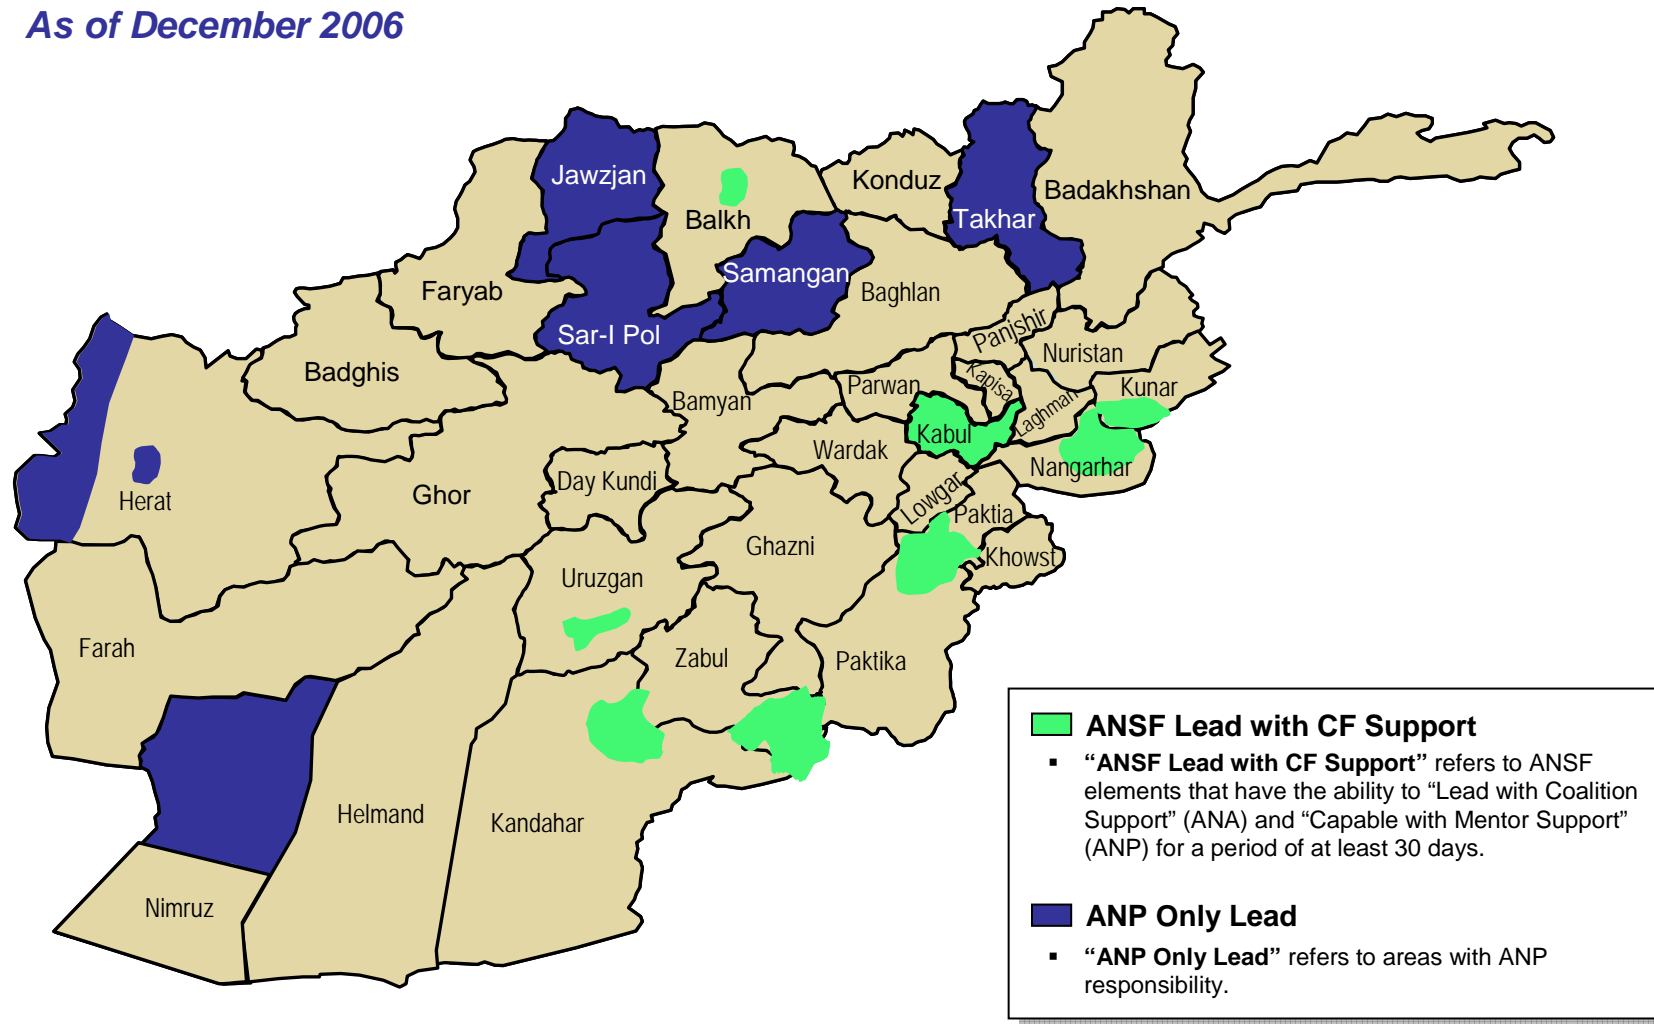 As of December 2006
Jawzjan
Balkh
Konduz
Takhar
Badakhshan
Samangan
Faryab
Baghlan
Sar-I Pol
Panjshir
Nuristan
Badghis
Kapisa
Parwan
Kunar
Bamyan
Laghman
Kabul
Wardak
Nangarhar
Herat
Ghor
Day Kundi
Lowgar
Paktia
Ghazni
Khowst
Uruzgan
Farah
Zabul
Paktika
Helmand
Kandahar
Nimruz
ANSF Lead with CF Support
▪ “ANSF Lead with CF Support” refers to ANSF
elements that have the ability to “Lead with Coalition
Support” (ANA) and “Capable with Mentor Support”
(ANP) for a period of at least 30 days.
ANP Only Lead
▪ “ANP Only Lead” refers to areas with ANP
responsibility.